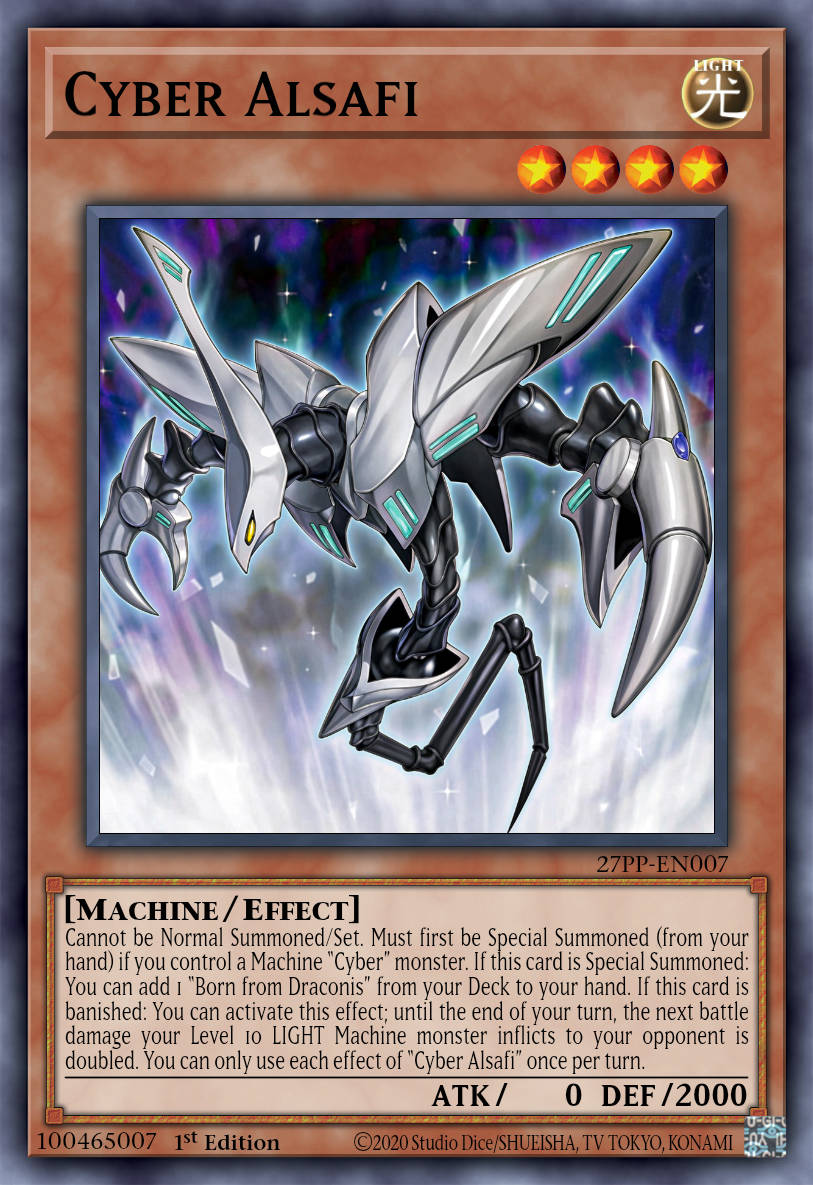 Cyber Alsafi
LIGHT
光
27PP-EN007
[Machine/Effect]
Cannot be Normal Summoned/Set. Must first be Special Summoned (from your
hand) if you control a Machine “Cyber” monster. If this card is Special Summoned:
You can add 1 “Born from Draconis” from your Deck to your hand. If this card is
banished: You can activate this effect; until the end of your turn, the next battle
damage your Level 10 LIGHT Machine monster inflicts to your opponent is
doubled. You can only use each effect of “Cyber Alsafi” once per turn.
ATK/ 0 DEF/2000
100465007 1st Edition ©2020 Studio Dice/SHUEISHA, TV TOKYO, KONAMI